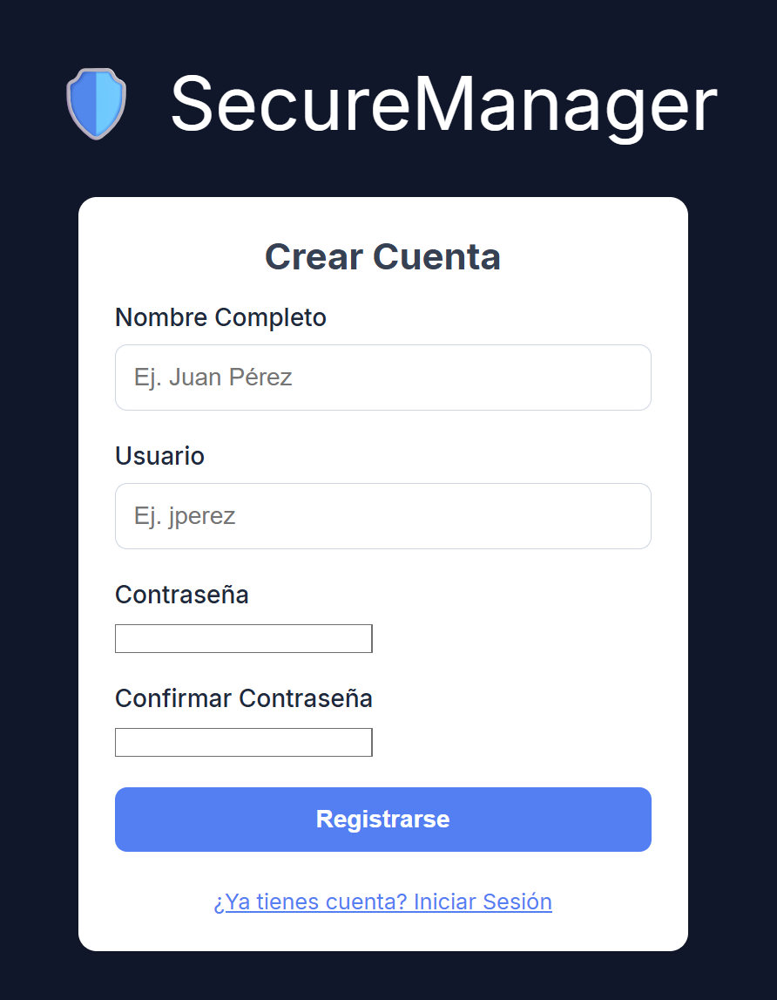 SecureManager
Crear Cuenta
Nombre Completo
Ej. Juan Pérez
Usuario
Ej. jperez
Contraseña
Confirmar Contraseña
Registrarse
¿Ya tienes cuenta? Iniciar Sesión